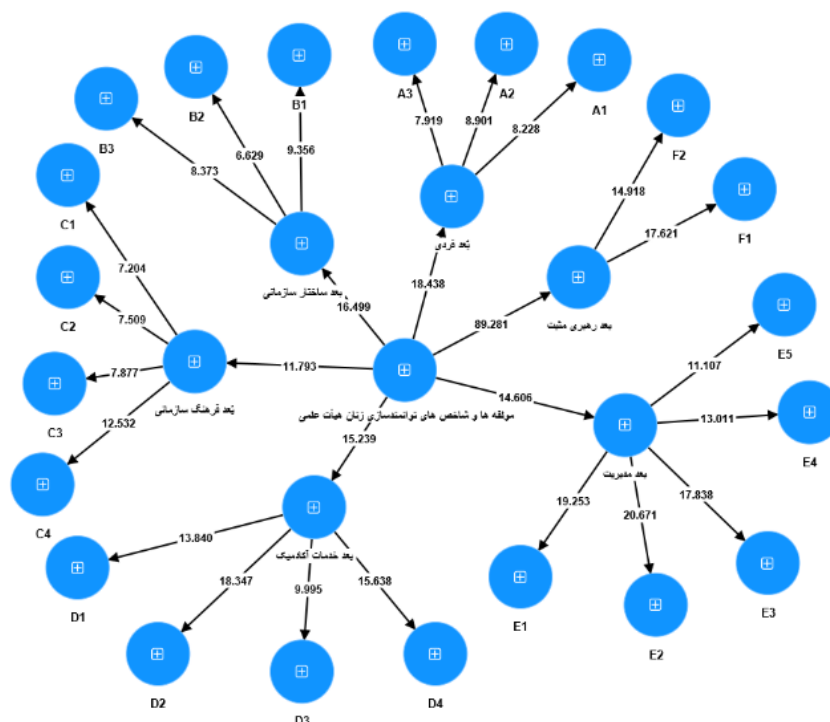 B1
B2
B3
A3
A2
A1
F2
F1
C1
C2
C3
C4
E5
E4
E3
E2
E1
D1
D2
D3
D4
9.356
6.629
8.373
7.919
8.901
8.228
14.918
17.621
7.204
7.509
7.877
12.532
16.499
18.438
89.281
11.793
14.606
15.239
11.107
13.011
17.838
20.671
19.253
13.840
18.347
9.995
15.638
بُعد فردی
بعد ساختار سازمانی
بعد رهبری مثبت
بُعد فرهنگ سازمانی
مولفه ها و شاخص های توانمندسازی زنان هیأت علمی
بعد مدیریت
بعد خدمات آکادمیک